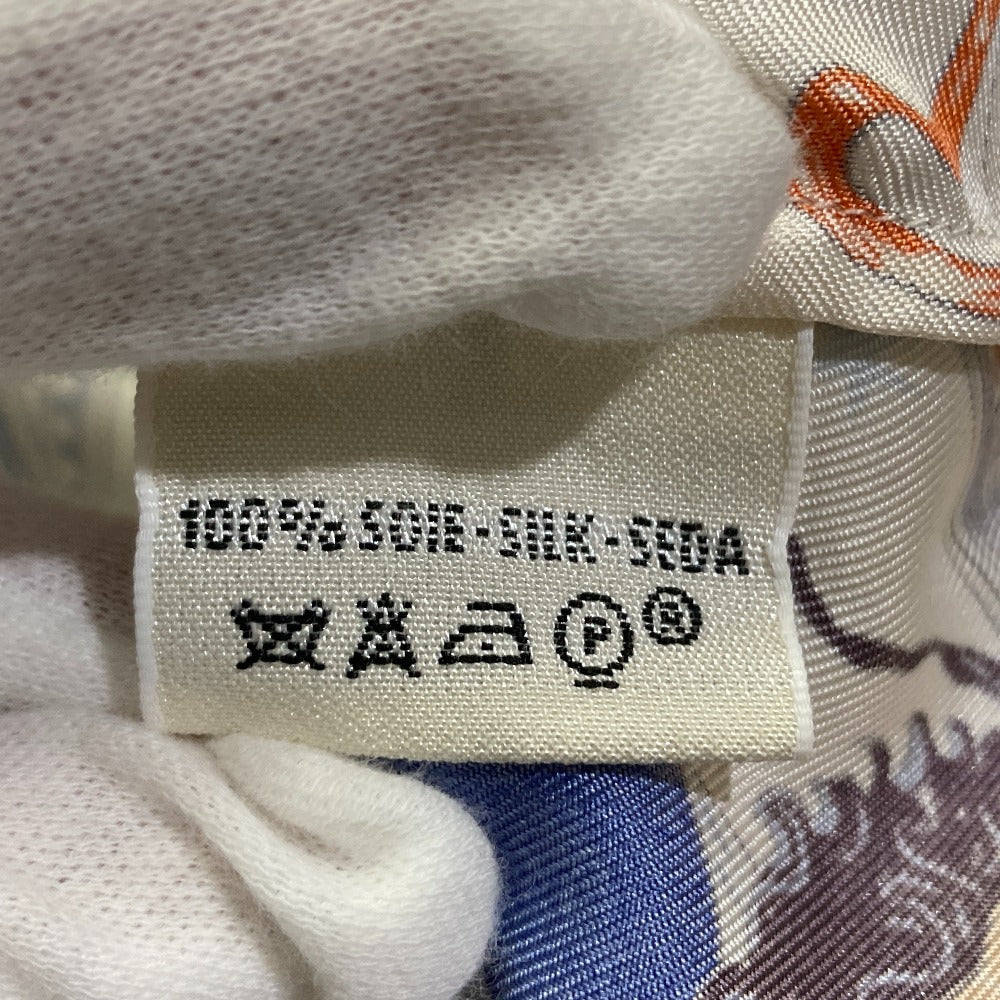 100% SOIE - SILK - SEDA
P ®